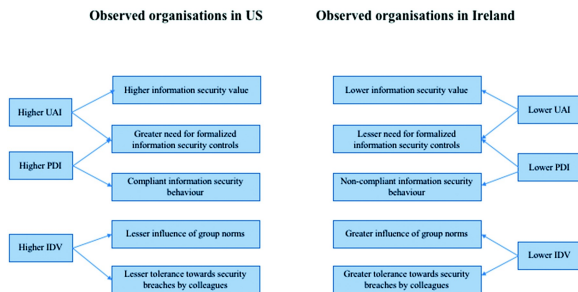 Observed organisations in US
Observed organisations in Ireland
Higher UAI
Higher PDI
Higher IDV
Higher information security value
Greater need for formalized
information security controls
Compliant information security
behaviour
Lesser influence of group norms
Lesser tolerance towards security
breaches by colleagues
Lower information security value
Lesser need for formalized
information security controls
Non-compliant information security
behaviour
Greater influence of group norms
Greater tolerance towards security
breaches by colleagues
Lower UAI
Lower PDI
Lower IDV